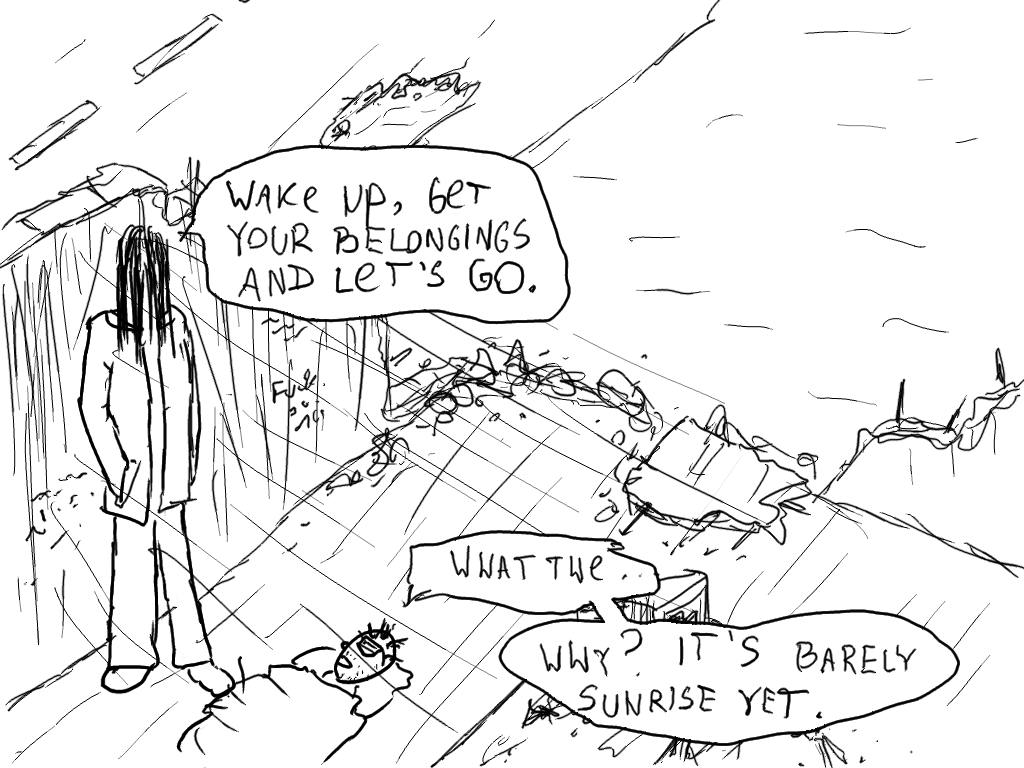 WAKe UP, GeT
YOUR BELONGINGS
AND LeT'S GO.
WHAT THe...
WHY? IT'S BARELY
SUNRISE YET.